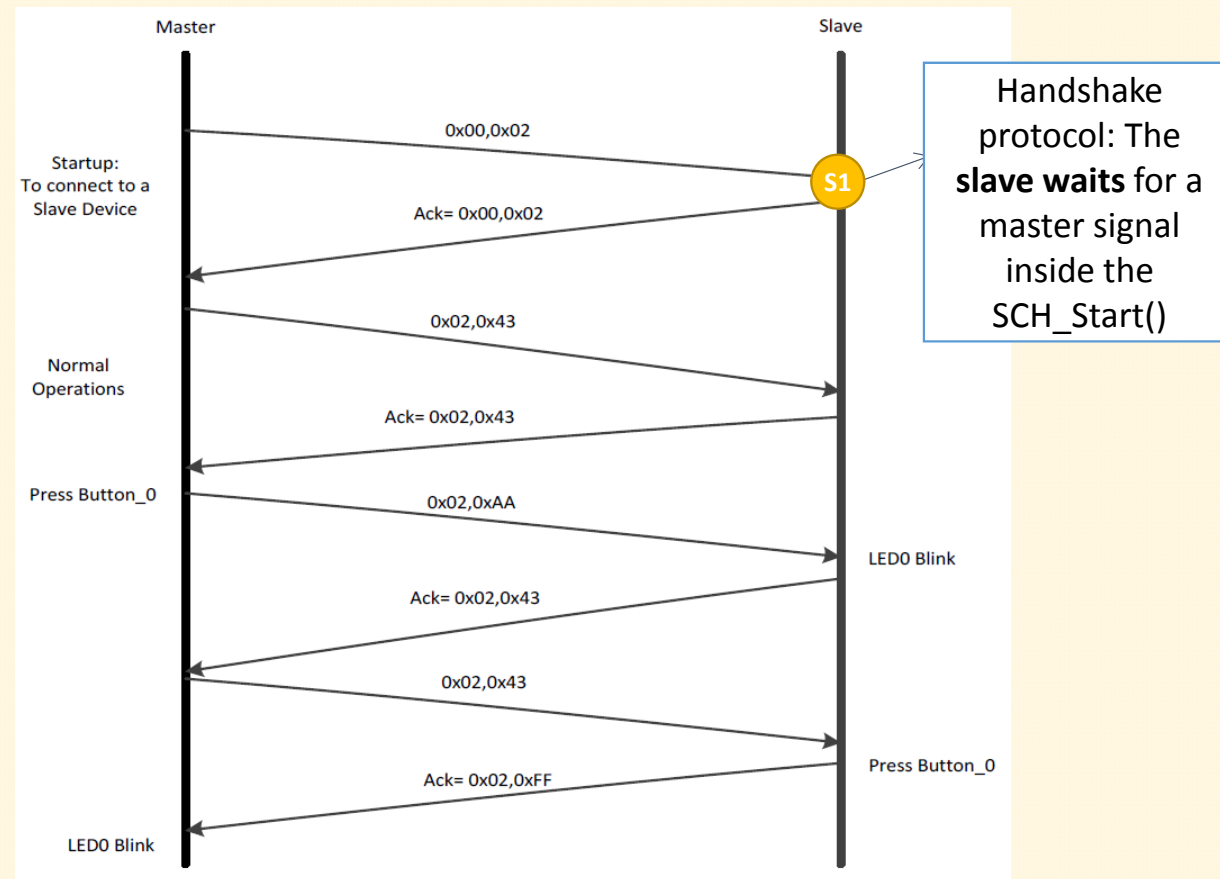 Master
Slave
Handshake
protocol: The
slave waits for a
master signal
inside the
SCH_Start()
0x00,0x02
Startup:
To connect to a
Slave Device
S1
Ack= 0x00,0x02
0x02,0x43
Normal
Operations
Ack= 0x02,0x43
Press Button_0
0x02,0xAA
LED0 Blink
Ack= 0x02,0x43
0x02,0x43
Press Button_0
Ack= 0x02,0xFF
LED0 Blink